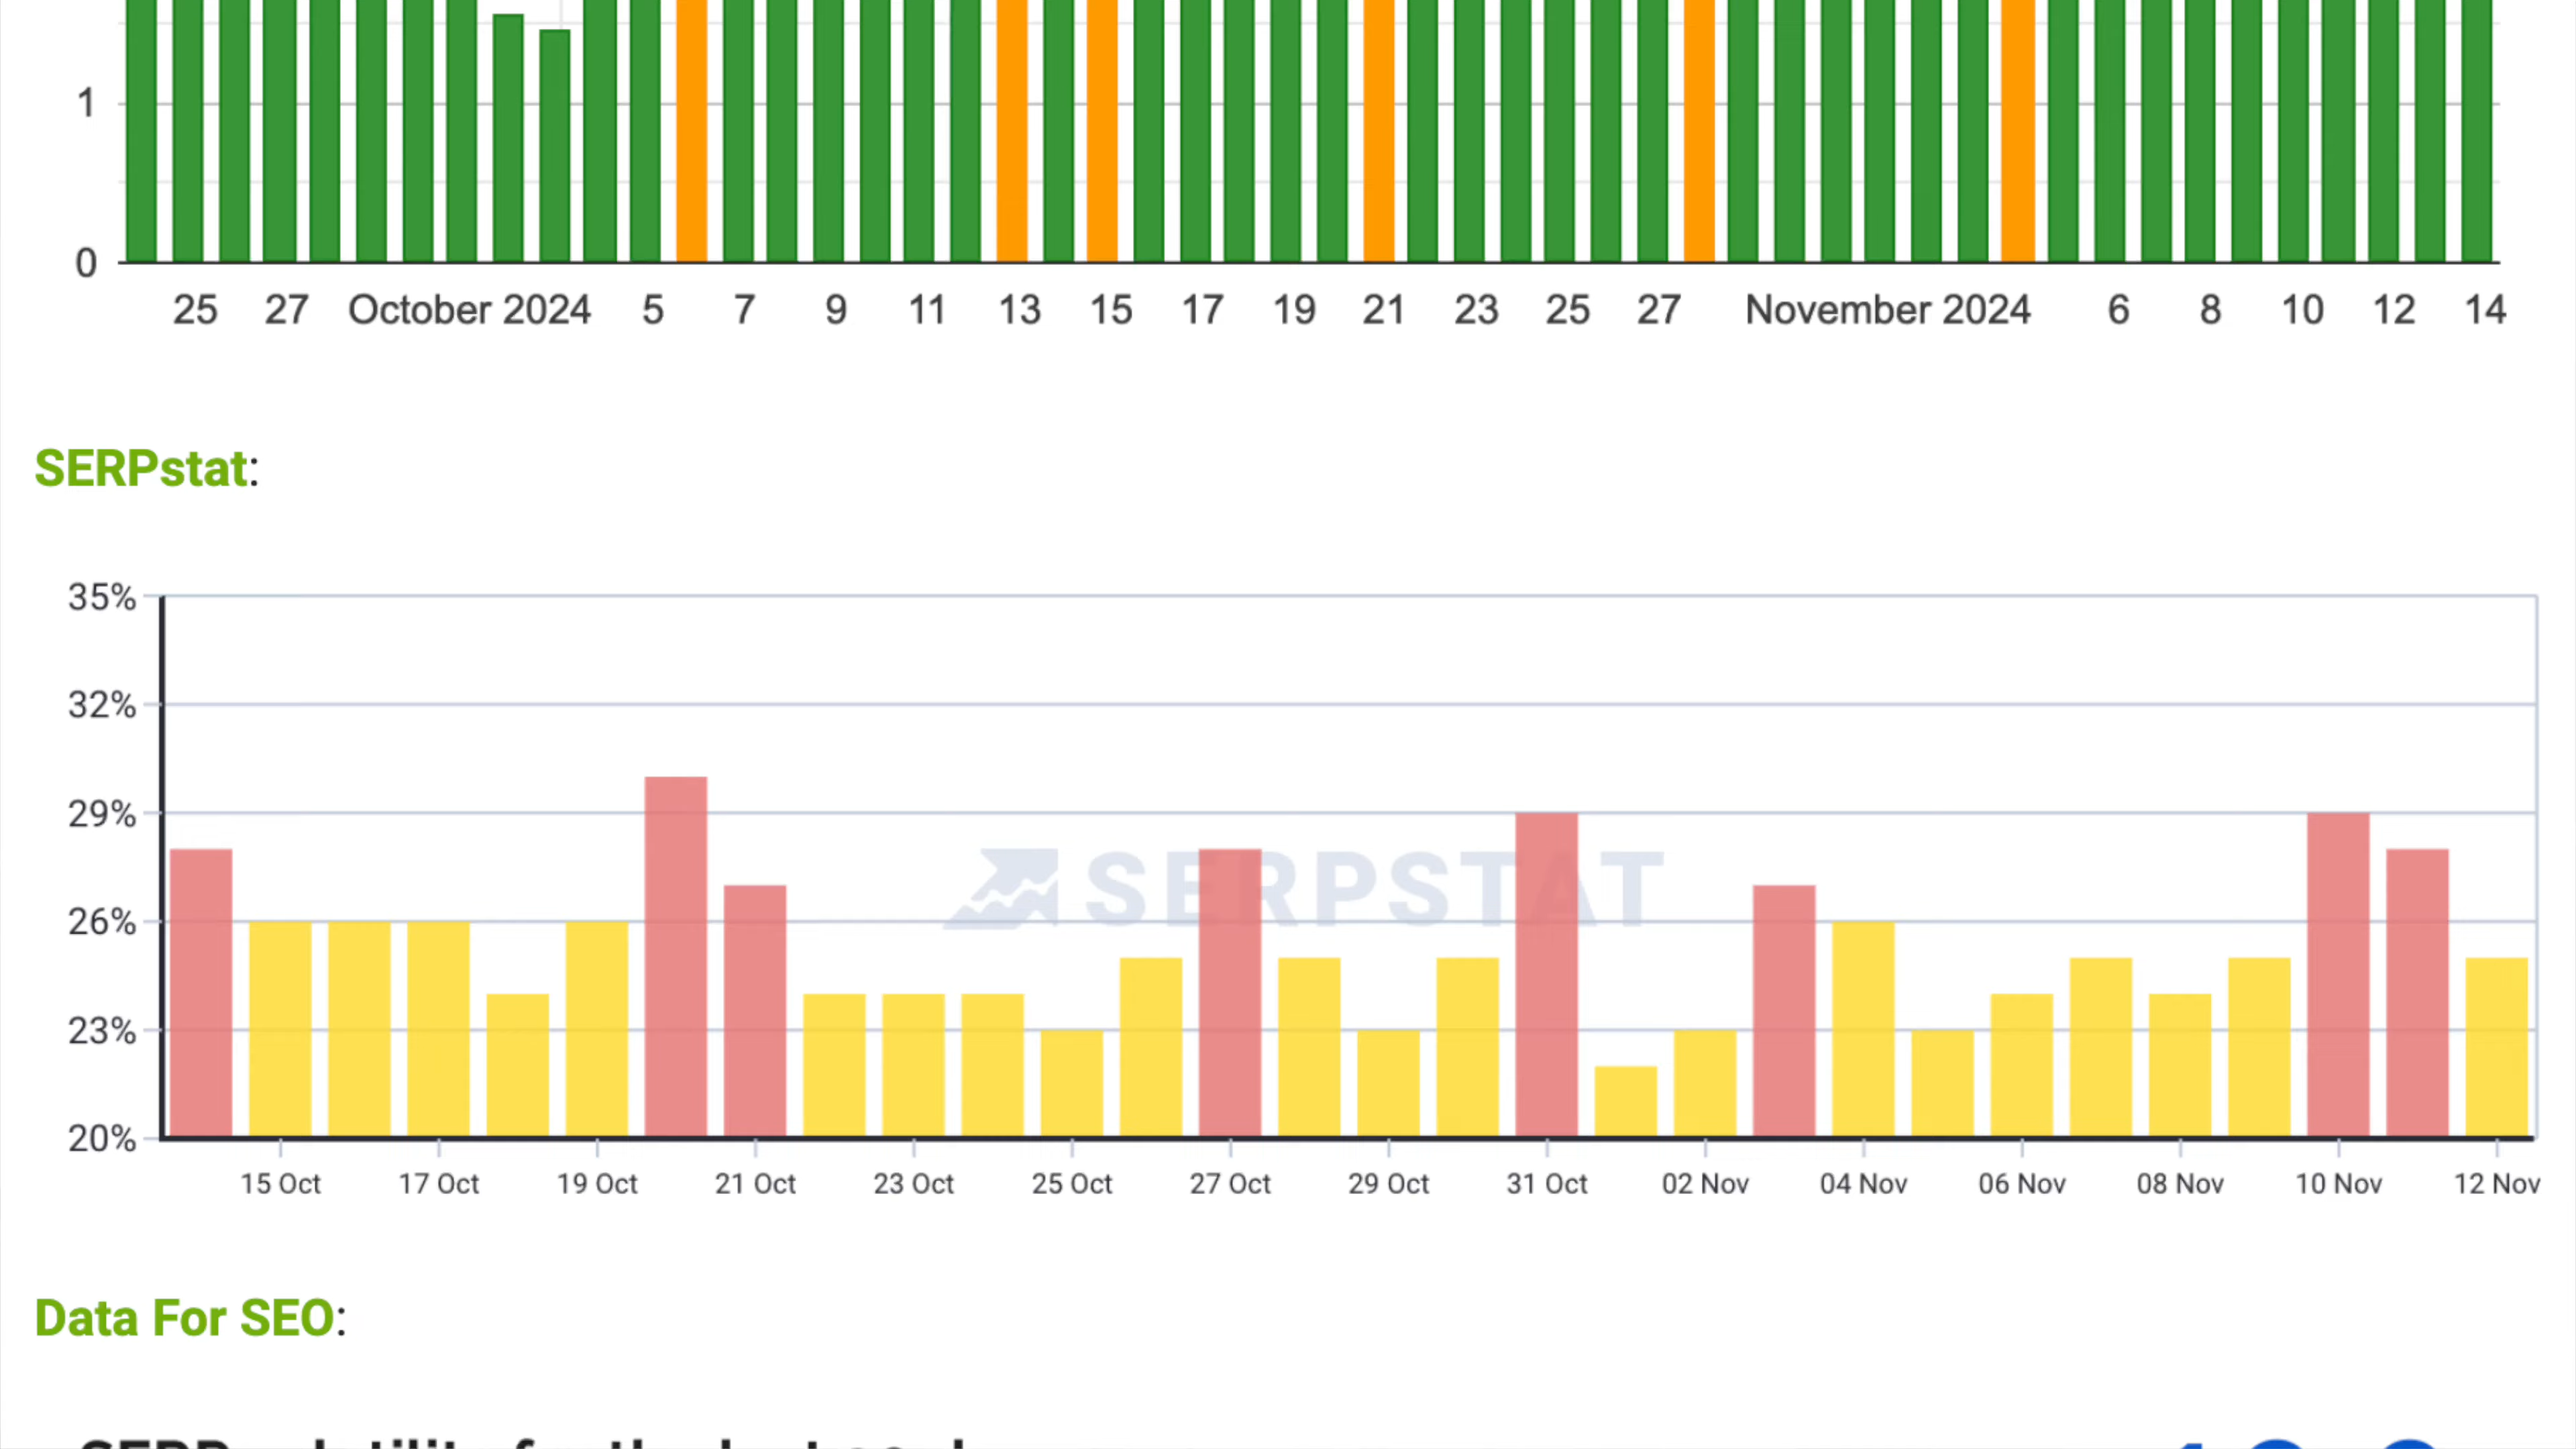 1
0
25 27 October 2024 5 7 9 11 13 15 17 19 21 23 25 27 November 2024 6 8 10 12 14
SERPstat:
35%
32%
29%
SERPSTAT
26%
23%
20%
15 Oct 17 Oct 19 Oct 21 Oct 23 Oct 25 Oct 27 Oct 29 Oct 31 Oct 02 Nov 04 Nov 06 Nov 08 Nov 10 Nov 12 Nov
Data For SEO: